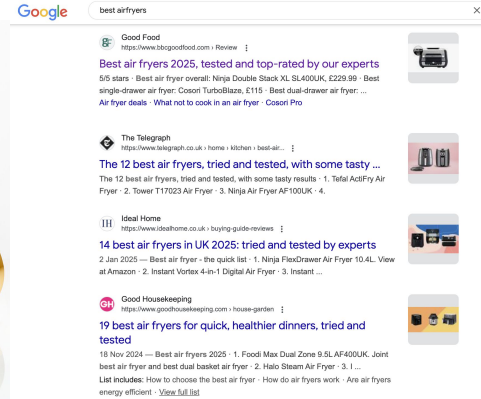 Google
best airfryers
Good Food
https://www.bbcgoodfood.com › Review
Best air fryers 2025, tested and top-rated by our experts
5/5 stars · Best air fryer overall: Ninja Double Stack XL SL400UK, £229.99 · Best
single-drawer air fryer: Cosori TurboBlaze, £115 · Best dual-drawer air fryer: ...
Air fryer deals · What not to cook in an air fryer · Cosori Pro
The Telegraph
https://www.telegraph.co.uk › home › kitchen › best-air...
The 12 best air fryers, tried and tested, with some tasty ...
The 12 best air fryers, tried and tested, with some tasty results · 1. Tefal ActiFry Air
Fryer · 2. Tower T17023 Air Fryer · 3. Ninja Air Fryer AF100UK · 4.
IH
Ideal Home
https://www.idealhome.co.uk › buying-guide-reviews
14 best air fryers in UK 2025: tried and tested by experts
2 Jan 2025 — Best air fryer - the quick list · 1. Ninja FlexDrawer Air Fryer 10.4L. View
at Amazon · 2. Instant Vortex 4-in-1 Digital Air Fryer · 3. Instant ...
GH
Good Housekeeping
https://www.goodhousekeeping.com › house-garden
19 best air fryers for quick, healthier dinners, tried and
tested
18 Nov 2024 — Best air fryers 2025 · 1. Foodi Max Dual Zone 9.5L AF400UK. Joint
best air fryer and best dual basket air fryer · 2. Halo Steam Air Fryer · 3. I ...
List includes: How to choose the best air fryer · How do air fryers work · Are air fryers
energy efficient · View full list